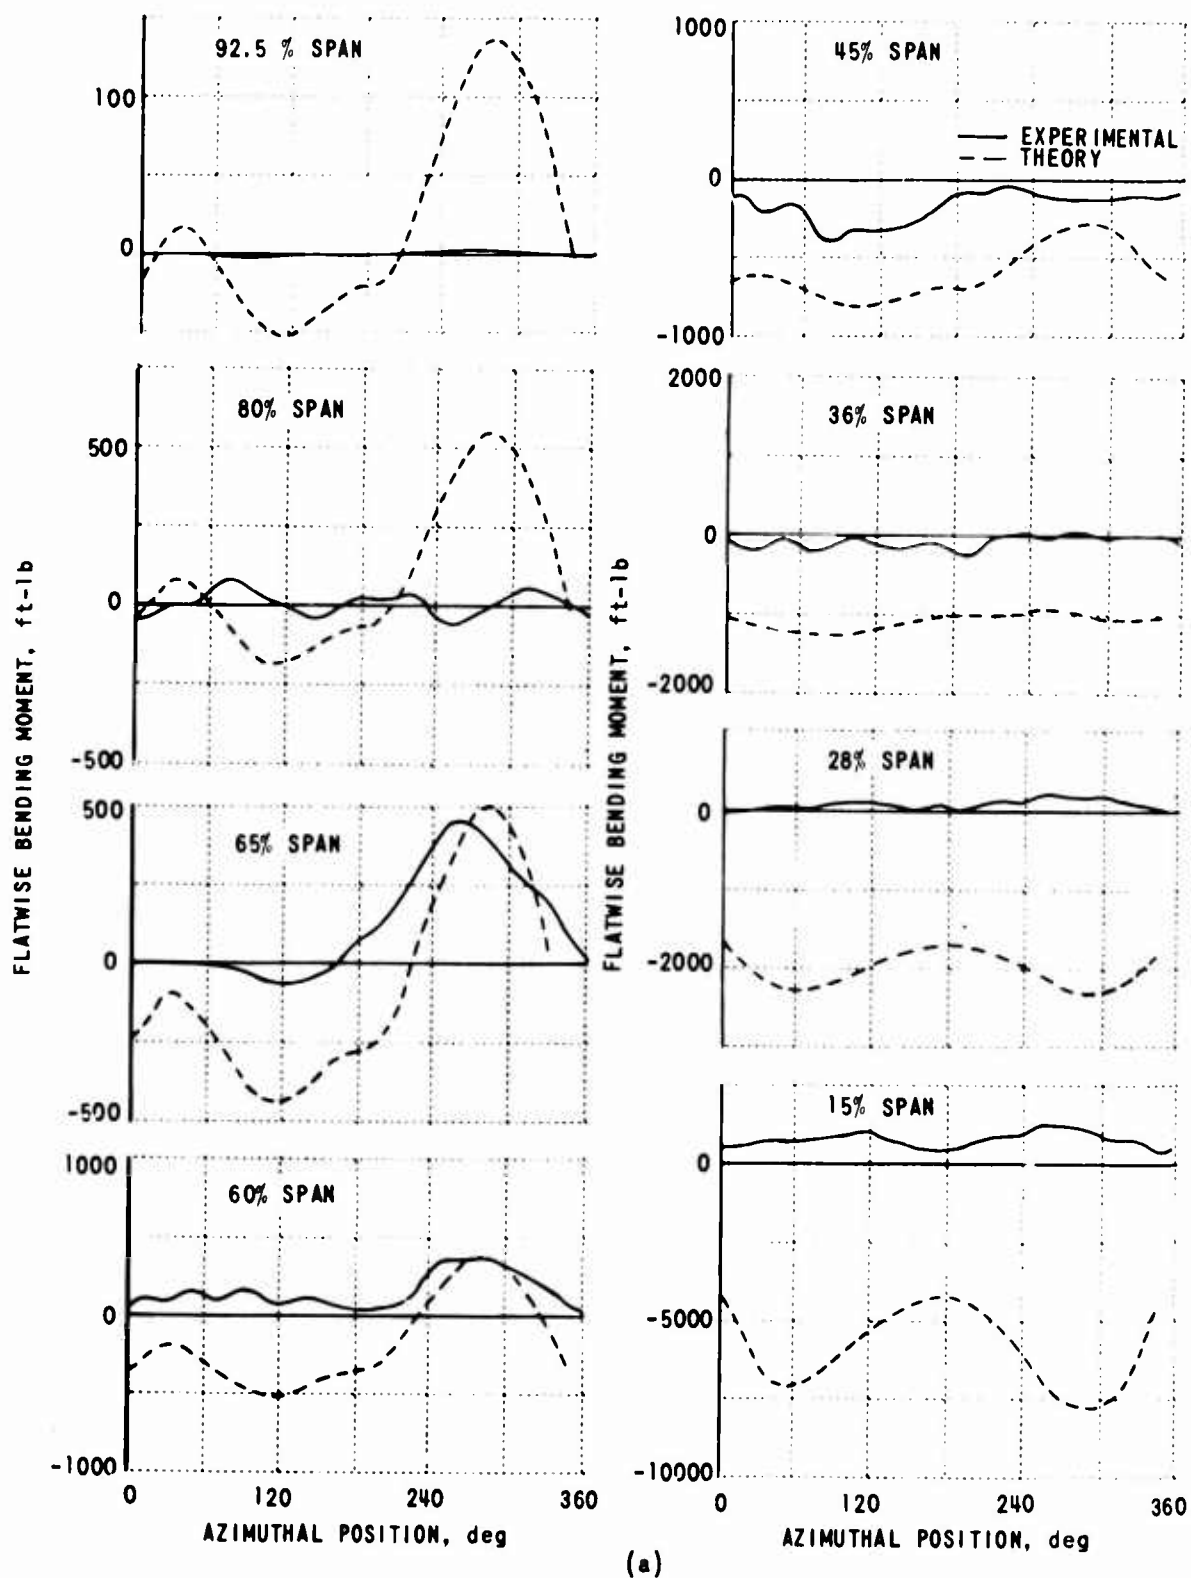 92.5 % SPAN
100
0
80% SPAN
500
0
-500
65% SPAN
500
0
-500
60% SPAN
1000
0
-1000
0
120
240
360
AZIMUTHAL POSITION, deg
FLATWISE BENDING MOMENT, ft-lb
45% SPAN
1000
EXPERIMENTAL
THEORY
0
-1000
36% SPAN
2000
0
-2000
28% SPAN
0
-2000
15% SPAN
0
-5000
-10000
0
120
240
360
AZIMUTHAL POSITION, deg
FLATWISE BENDING MOMENT, ft-lb
(a)